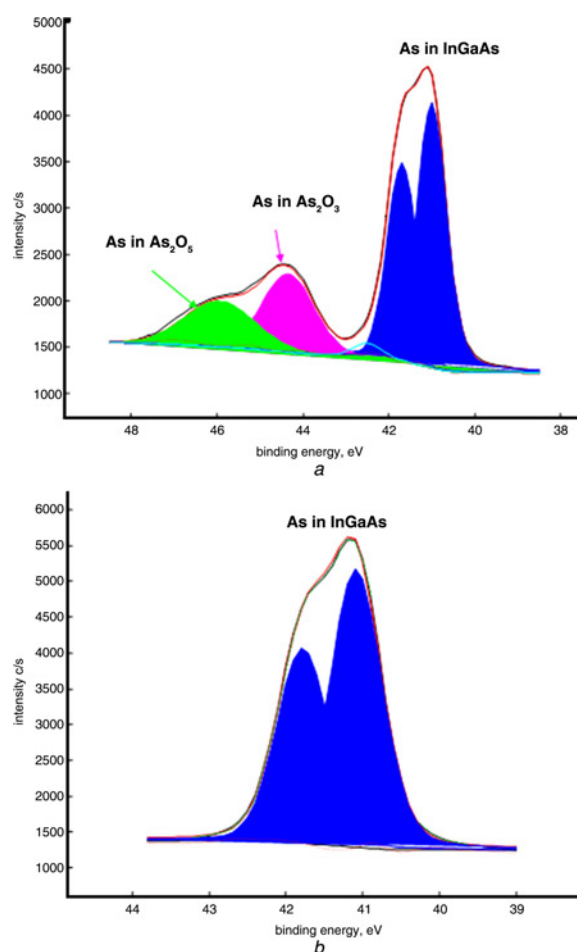 5000
As in InGaAs
4500
4000
3500
intensity c/s
3000
As in As₂O₃
2500
As in As₂O₅
2000
1500
1000
48 46 44 42 40 38
binding energy, eV
a
6000
As in InGaAs
5500
5000
4500
4000
intensity c/s
3500
3000
2500
2000
1500
1000
44 43 42 41 40 39
binding energy, eV
b